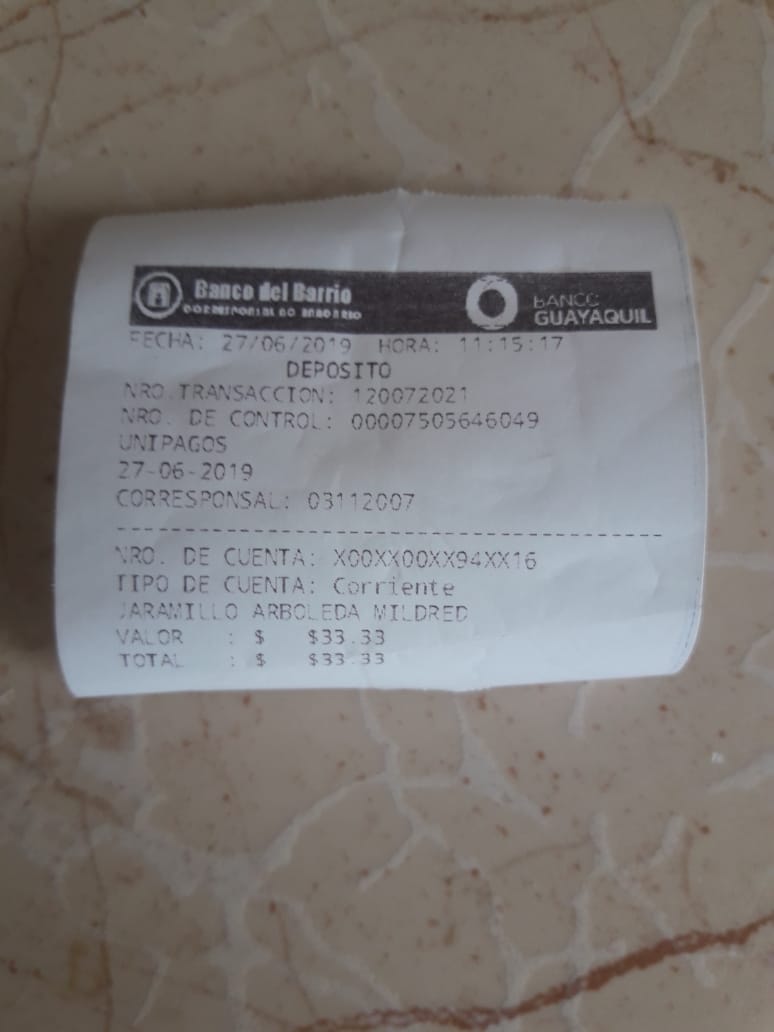 Banco del Barrio
CORRESPONSAL NO BANCARIO
BANCO
GUAYAQUIL
FECHA: 27/06/2019 HORA: 11:15:17
DEPOSITO
NRO.TRANSACCION: 120072021
NRO. DE CONTROL: 00007505646049
UNIPAGOS
27-06-2019
CORRESPONSAL: 03112007
NRO. DE CUENTA: X00XX00XX94XX16
TIPO DE CUENTA: Corriente
JARAMILLO ARBOLEDA MILDRED
VALOR : $ $33.33
TOTAL : $ $33.33